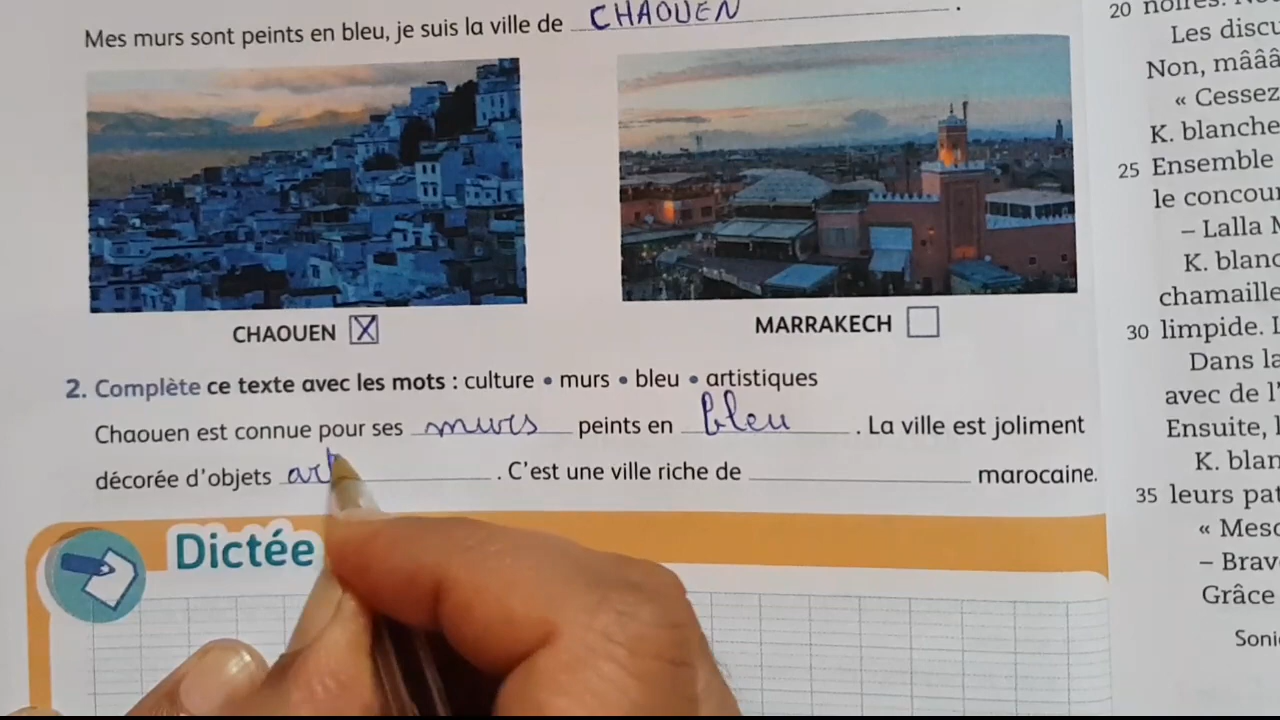 Mes murs sont peints en bleu, je suis la ville de CHAOUEN .
CHAOUEN X
MARRAKECH
2. Complète ce texte avec les mots : culture • murs • bleu • artistiques
Chaouen est connue pour ses murs peints en bleu . La ville est joliment
décorée d'objets art . C'est une ville riche de marocaine.
Dictée
20
Les discu
Non, mâââ
« Cessez
K. blanche
25 Ensemble
le concour
– Lalla M
K. blanc
chamaille
30 limpide. L
Dans la
avec de l'
Ensuite, l
K. blan
35 leurs pat
« Mesd
– Brav
Grâce
Soni